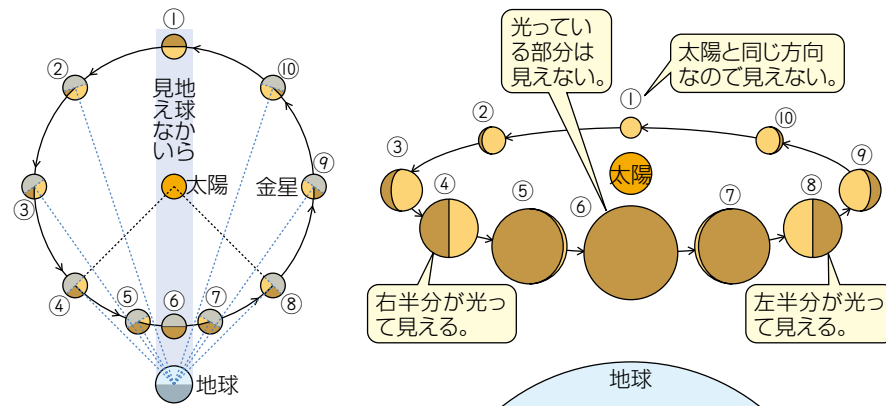 ①
②
⑩
地球から
見えない
太陽
金星
⑨
③
④
⑤
⑥
⑦
⑧
地球
光ってい
る部分は
見えない。
太陽と同じ方向
なので見えない。
①
②
⑩
③
太陽
⑨
④
⑤
⑥
⑦
⑧
右半分が光っ
て見える。
左半分が光っ
て見える。
地球